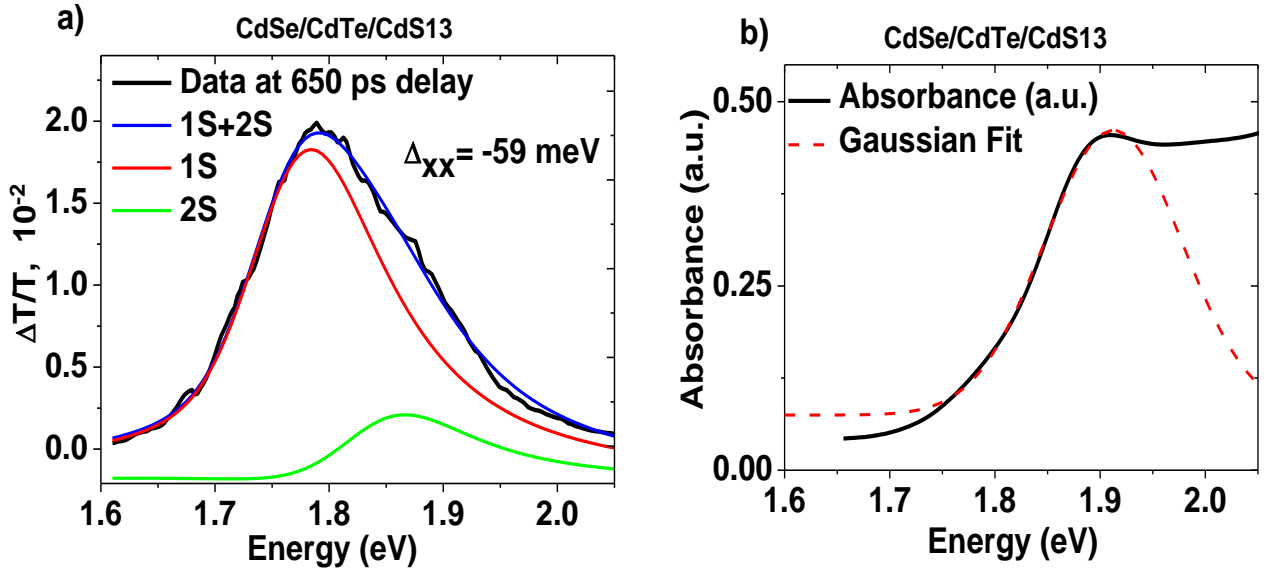 a)
CdSe/CdTe/CdS13
Data at 650 ps delay
1S+2S
1S
2S
Δxx= -59 meV
ΔT/T, 10-2
2.0
1.5
1.0
0.5
0.0
1.6 1.7 1.8 1.9 2.0
Energy (eV)
b)
CdSe/CdTe/CdS13
Absorbance (a.u.)
Gaussian Fit
Absorbance (a.u.)
0.50
0.25
0.00
1.6 1.7 1.8 1.9 2.0
Energy (eV)